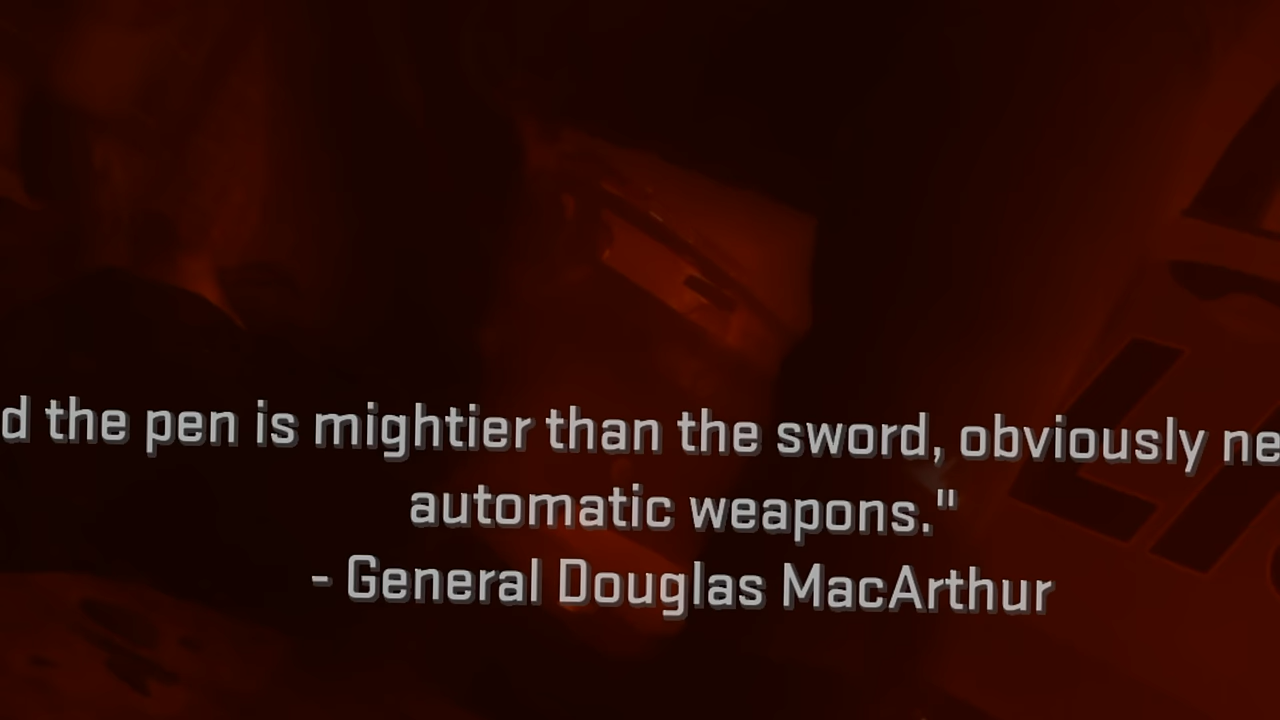 d the pen is mightier than the sword, obviously ne
automatic weapons."
- General Douglas MacArthur